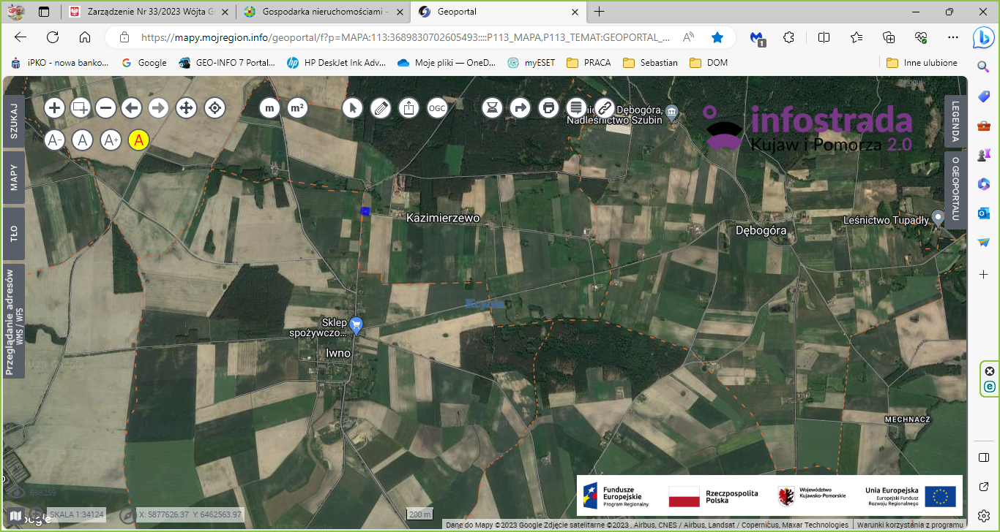 Zarządzenie Nr 33/2023 Wójta G
Gospodarka nieruchomościami -
Geoportal
https://mapy.mojregion.info/geoportal/f?p=MAPA:113:3689830702605493::::P113_MAPA,P113_TEMAT:GEOPORTAL_...
1
iPKO - nowa banko...
Google
GEO-INFO 7 Portal...
HP DeskJet Ink Adv...
Moje pliki — OneD...
myESET
PRACA
Sebastian
DOM
Inne ulubione
Zaloguj
SZUKAJ
MAPY
TŁO
Przeglądanie adresów
WMS / WFS
m
m²
OGC
A-
A
A+
A
Dębogóra,
Nadleśnictwo Szubin
infostrada
Kujaw i Pomorza 2.0
LEGENDA
O GEOPORTALU
Kazimierzewo
Dębogóra
Leśnictwo Tupadły
Kcynia
Sklep
spożywczo...
Iwno
MECHNACZ
Fundusze
Europejskie
Program Regionalny
Rzeczpospolita
Polska
Województwo
Kujawsko-Pomorskie
Unia Europejska
Europejski Fundusz
Rozwoju Regionalnego
698259
Google
SKALA 1:34124
X: 5877626.37 Y: 6462563.97
200 m
Dane do Mapy ©2023 Google Zdjęcie satelitarne ©2023 , Airbus, CNES / Airbus, Landsat / Copernicus, Maxar Technologies
Warunki korzystania z programu